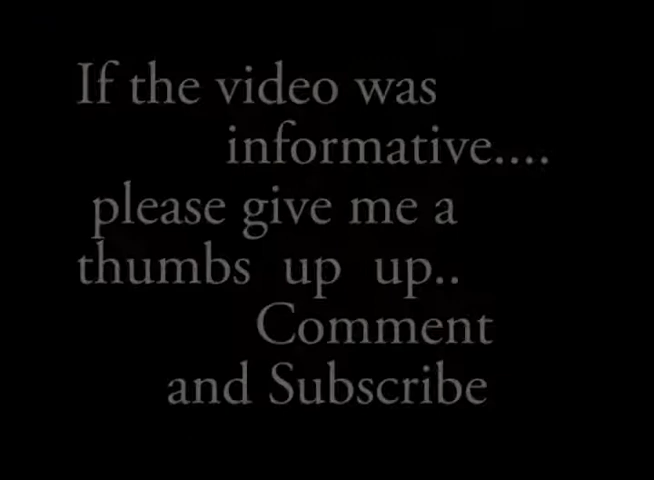 If the video was
informative....
please give me a
thumbs up up..
Comment
and Subscribe